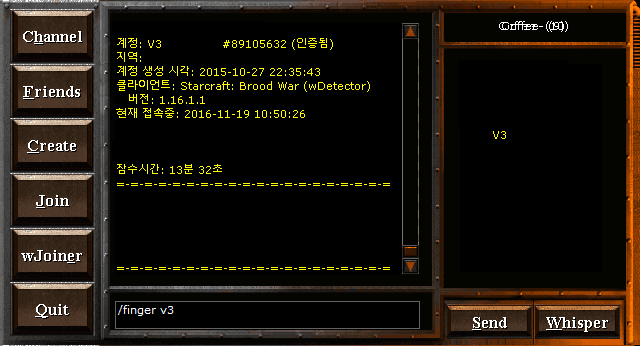 Channel
Friends
Create
Join
wJoiner
Quit
계정: V3 #89105632 (인증됨)
지역:
계정 생성 시각: 2015-10-27 22:35:43
클라이언트: Starcraft: Brood War (wDetector)
버전: 1.16.1.1
현재 접속중: 2016-11-19 10:50:26
잠수시간: 13분 32초
=-=-=-=-=-=-=-=-=-=-=-=-=-=-=-=-=-=
=-=-=-=-=-=-=-=-=-=-=-=-=-=-=-=-=-=
/finger v3
V3
Send
Whisper